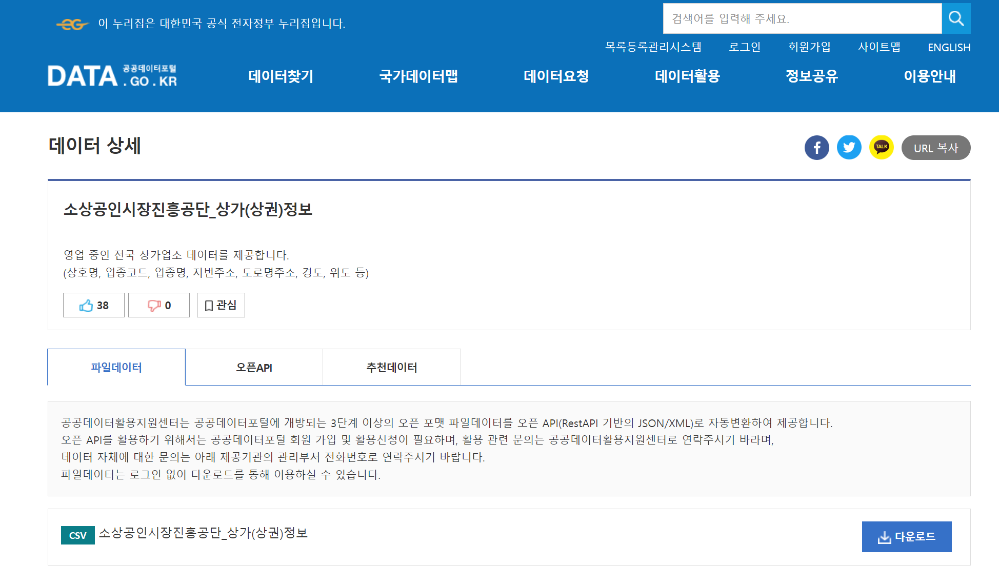 이 누리집은 대한민국 공식 전자정부 누리집입니다.
검색어를 입력해 주세요.
목록등록관리시스템 로그인 회원가입 사이트맵 ENGLISH
DATA 공공데이터포털
.GO.KR
데이터찾기 국가데이터맵 데이터요청 데이터활용 정보공유 이용안내
데이터 상세
TALK
URL 복사
소상공인시장진흥공단_상가(상권)정보
영업 중인 전국 상가업소 데이터를 제공합니다.
(상호명, 업종코드, 업종명, 지번주소, 도로명주소, 경도, 위도 등)
38 0 관심
파일데이터 오픈API 추천데이터
공공데이터활용지원센터는 공공데이터포털에 개방되는 3단계 이상의 오픈 포맷 파일데이터를 오픈 API(RestAPI 기반의 JSON/XML)로 자동변환하여 제공합니다.
오픈 API를 활용하기 위해서는 공공데이터포털 회원 가입 및 활용신청이 필요하며, 활용 관련 문의는 공공데이터활용지원센터로 연락주시기 바라며,
데이터 자체에 대한 문의는 아래 제공기관의 관리부서 전화번호로 연락주시기 바랍니다.
파일데이터는 로그인 없이 다운로드를 통해 이용하실 수 있습니다.
CSV 소상공인시장진흥공단_상가(상권)정보
다운로드